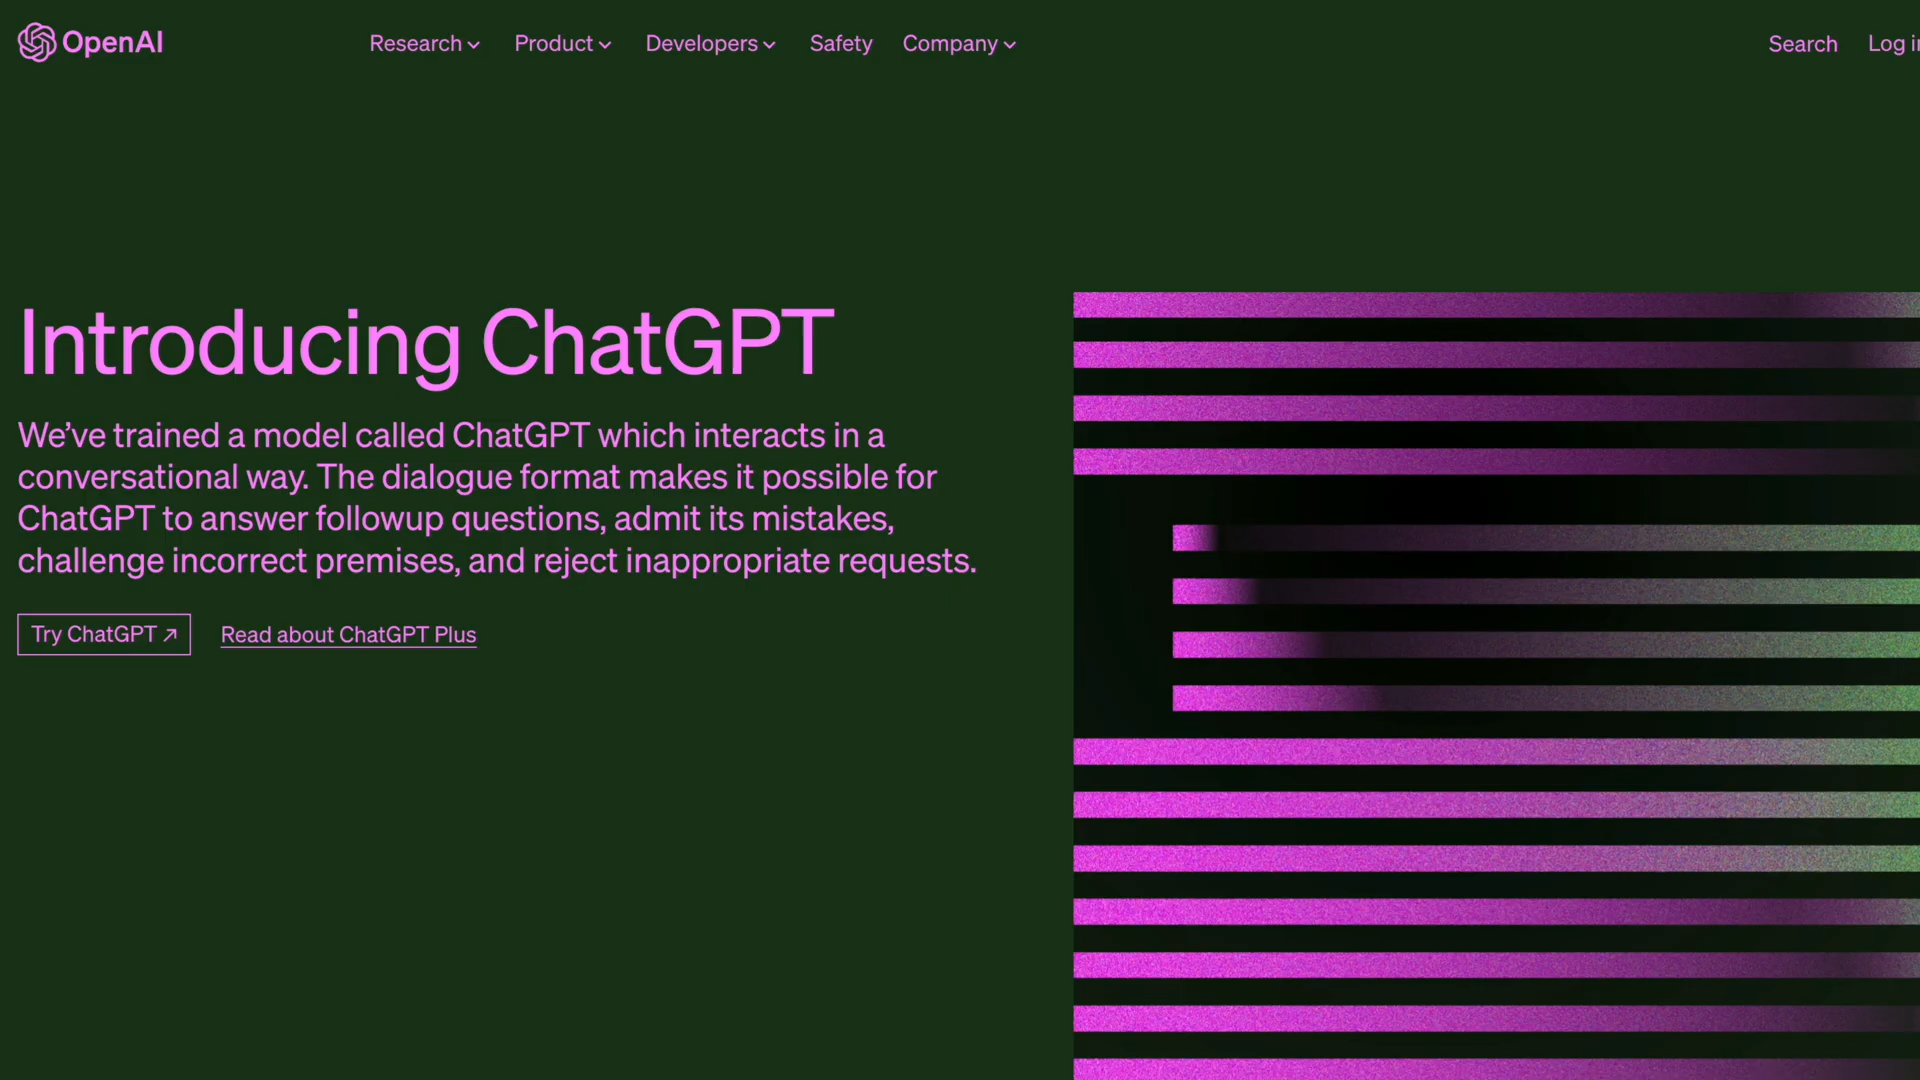 OpenAI
Research
Product
Developers
Safety
Company
Search
Log in
Introducing ChatGPT
We’ve trained a model called ChatGPT which interacts in a
conversational way. The dialogue format makes it possible for
ChatGPT to answer followup questions, admit its mistakes,
challenge incorrect premises, and reject inappropriate requests.
Try ChatGPT ↗
Read about ChatGPT Plus